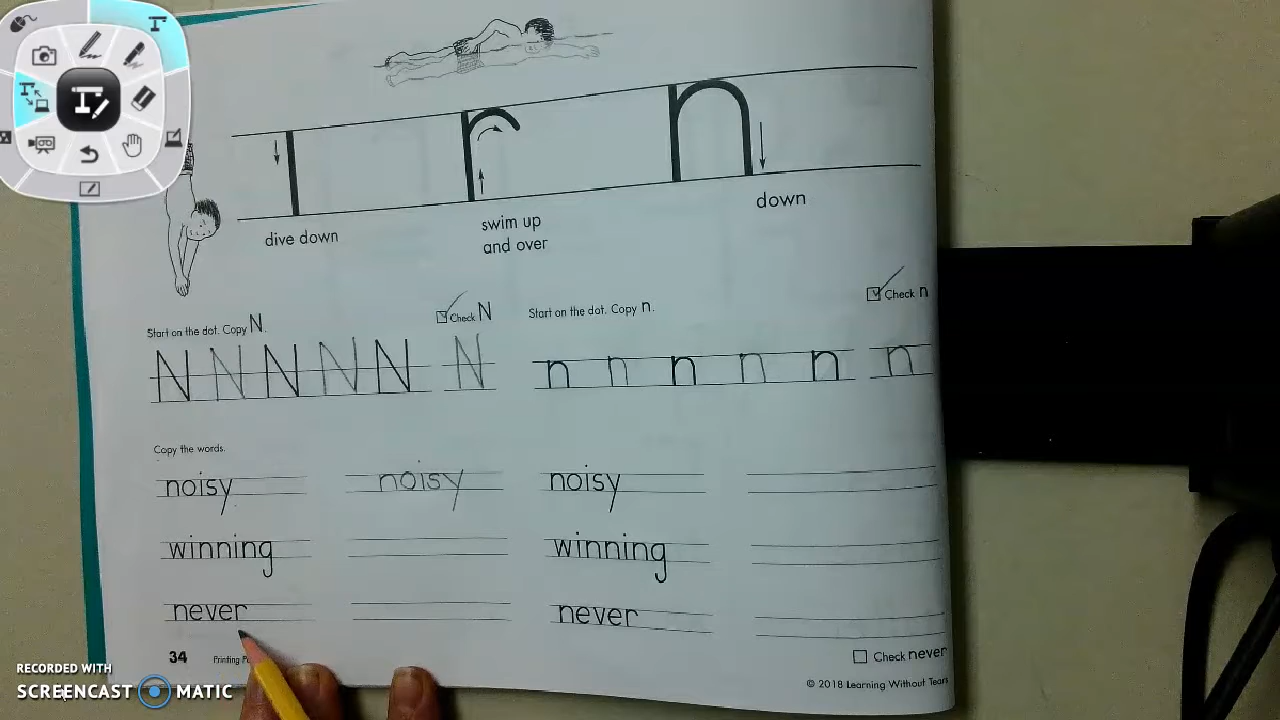 dive down
swim up
and over
down
Start on the dot. Copy N.
Check N
Start on the dot. Copy n.
Check n
N N N N N N
n n n n n n
Copy the words.
noisy noisy noisy
winning winning
never never
34
Check never
© 2018 Learning Without
RECORDED WITH
SCREENCAST MATIC